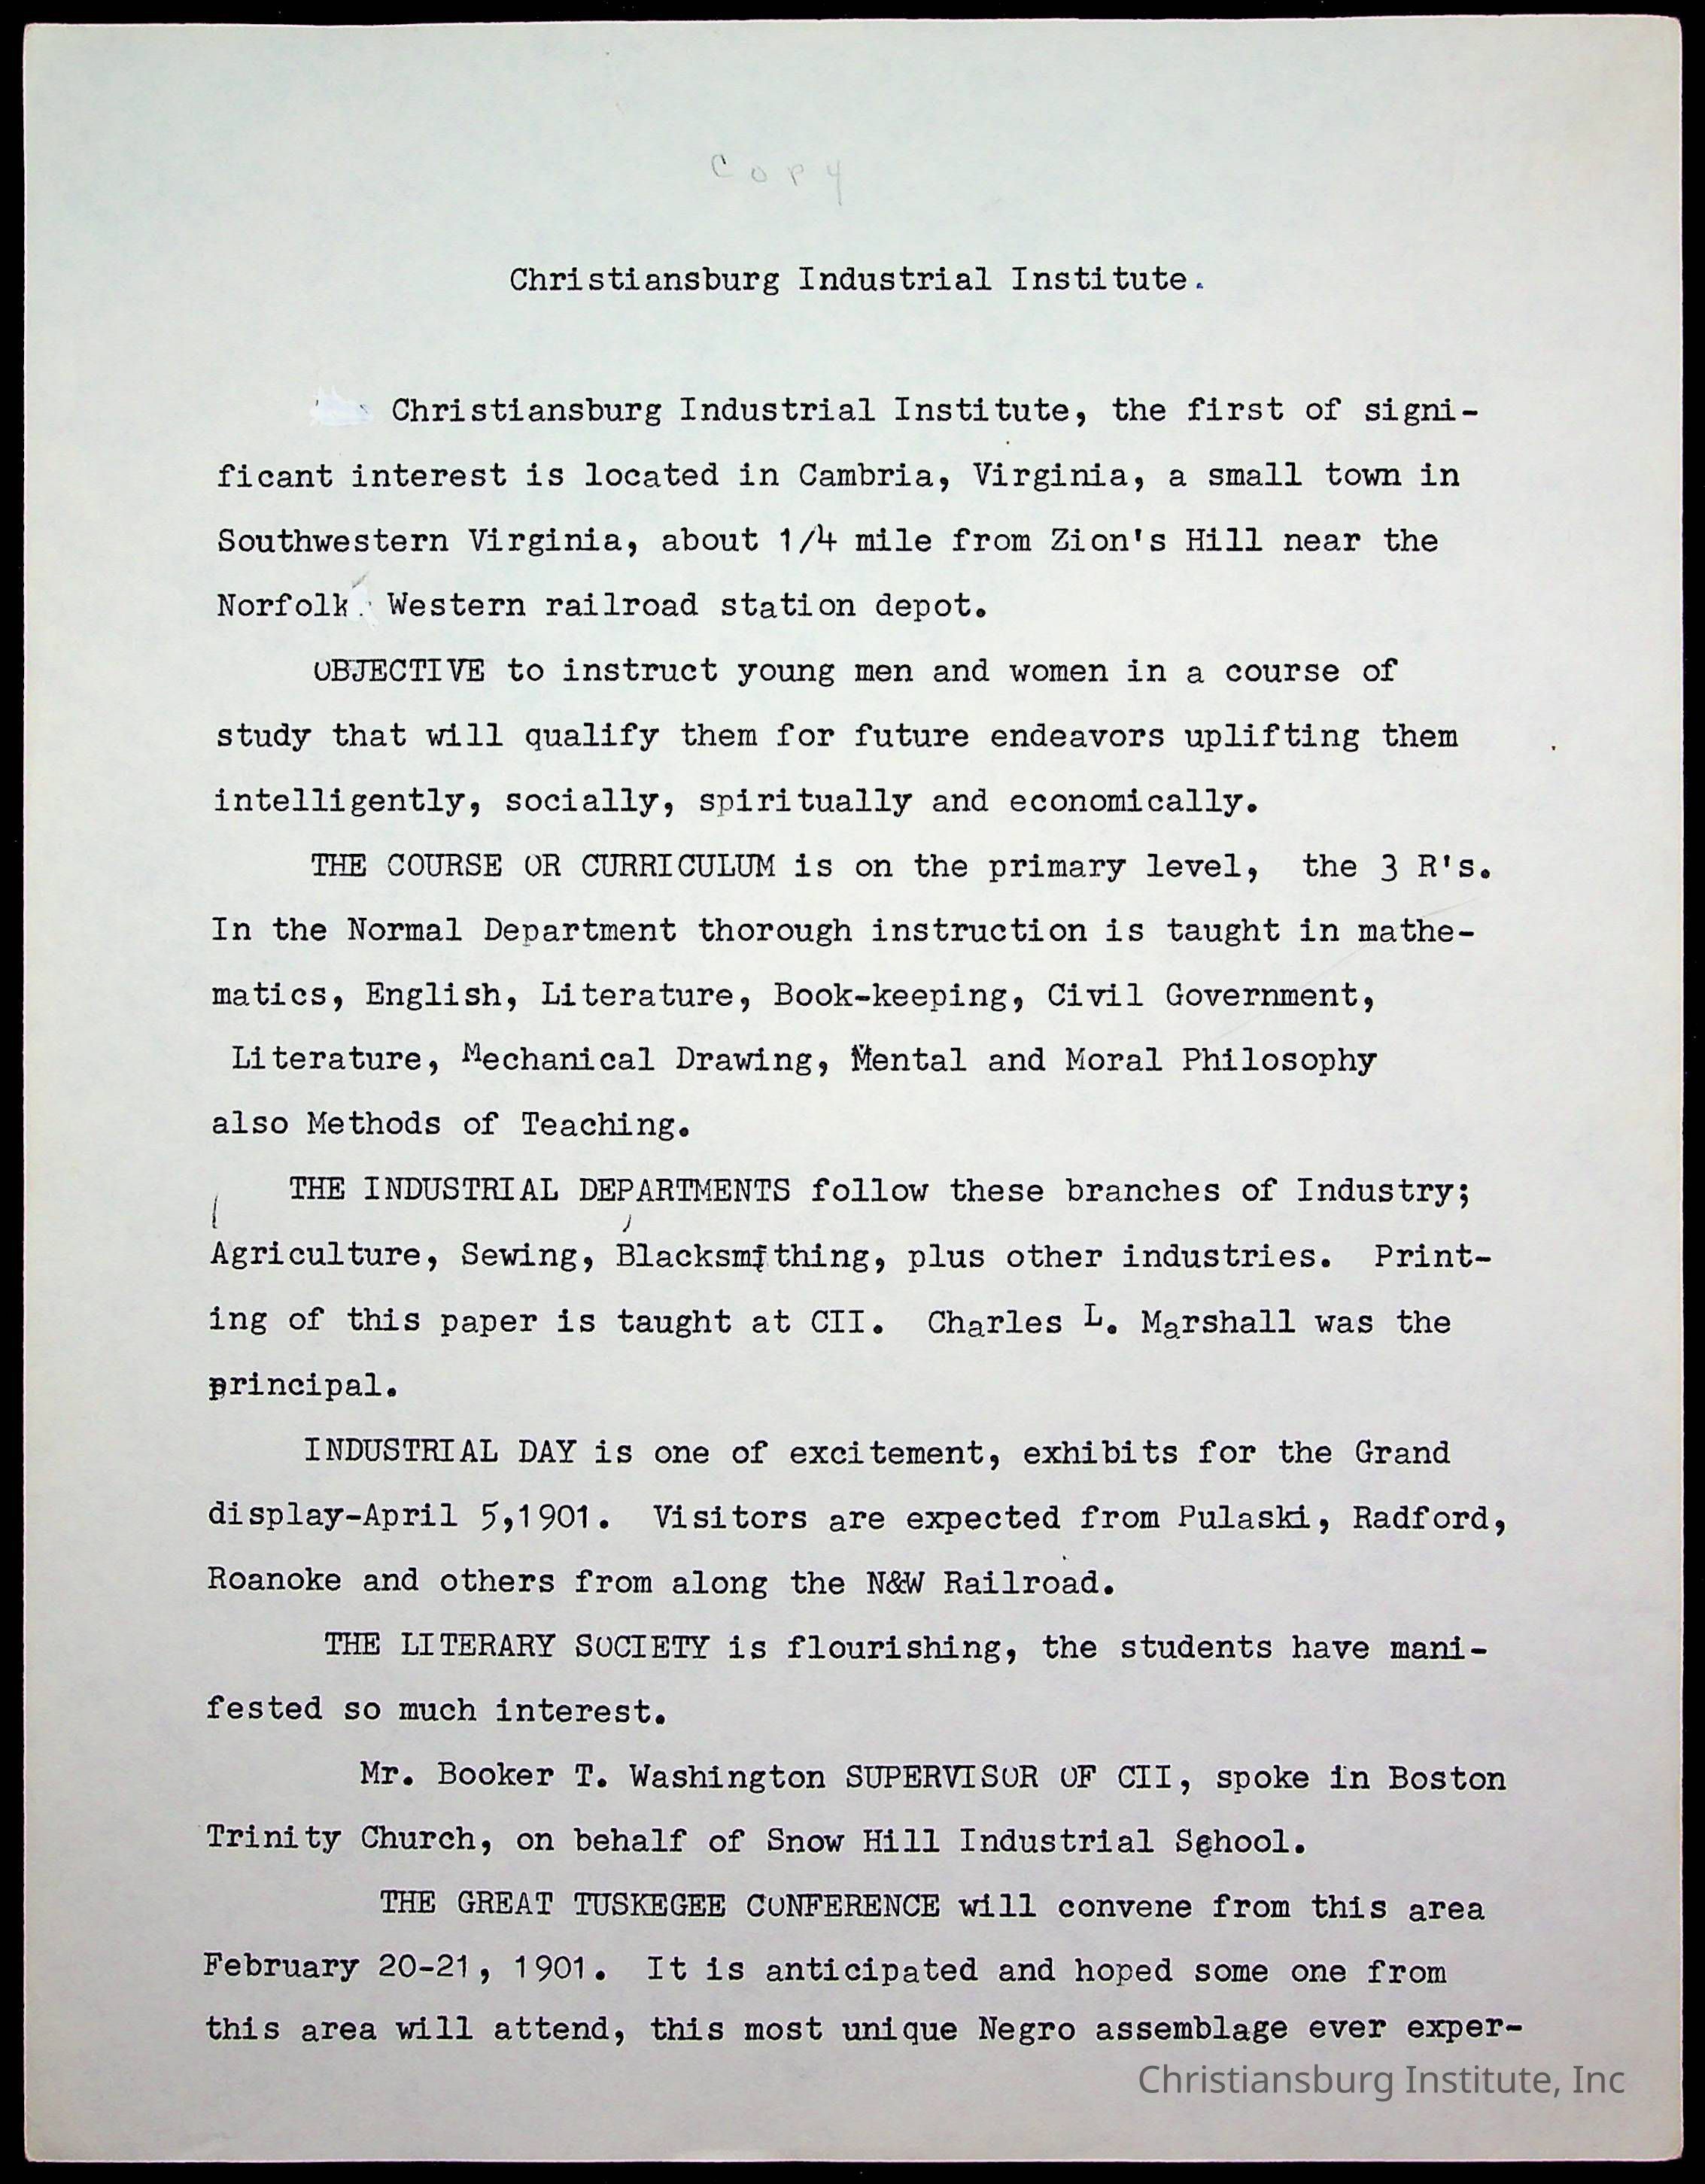 Copy
Christiansburg Industrial Institute.
Christiansburg Industrial Institute, the first of signi-
ficant interest is located in Cambria, Virginia, a small town in
Southwestern Virginia, about 1/4 mile from Zion's Hill near the
Norfolk Western railroad station depot.
OBJECTIVE to instruct young men and women in a course of
study that will qualify them for future endeavors uplifting them
intelligently, socially, spiritually and economically.
THE COURSE OR CURRICULUM is on the primary level, the 3 R's.
In the Normal Department thorough instruction is taught in mathe-
matics, English, Literature, Book-keeping, Civil Government,
Literature, Mechanical Drawing, Mental and Moral Philosophy
also Methods of Teaching.
THE INDUSTRIAL DEPARTMENTS follow these branches of Industry;
Agriculture, Sewing, Blacksmithing, plus other industries. Print-
ing of this paper is taught at CII. Charles L. Marshall was the
principal.
INDUSTRIAL DAY is one of excitement, exhibits for the Grand
display-April 5,1901. Visitors are expected from Pulaski, Radford,
Roanoke and others from along the N&W Railroad.
THE LITERARY SOCIETY is flourishing, the students have mani-
fested so much interest.
Mr. Booker T. Washington SUPERVISOR OF CII, spoke in Boston
Trinity Church, on behalf of Snow Hill Industrial School.
THE GREAT TUSKEGEE CONFERENCE will convene from this area
February 20-21, 1901. It is anticipated and hoped some one from
this area will attend, this most unique Negro assemblage ever exper-
Christiansburg Institute, Inc